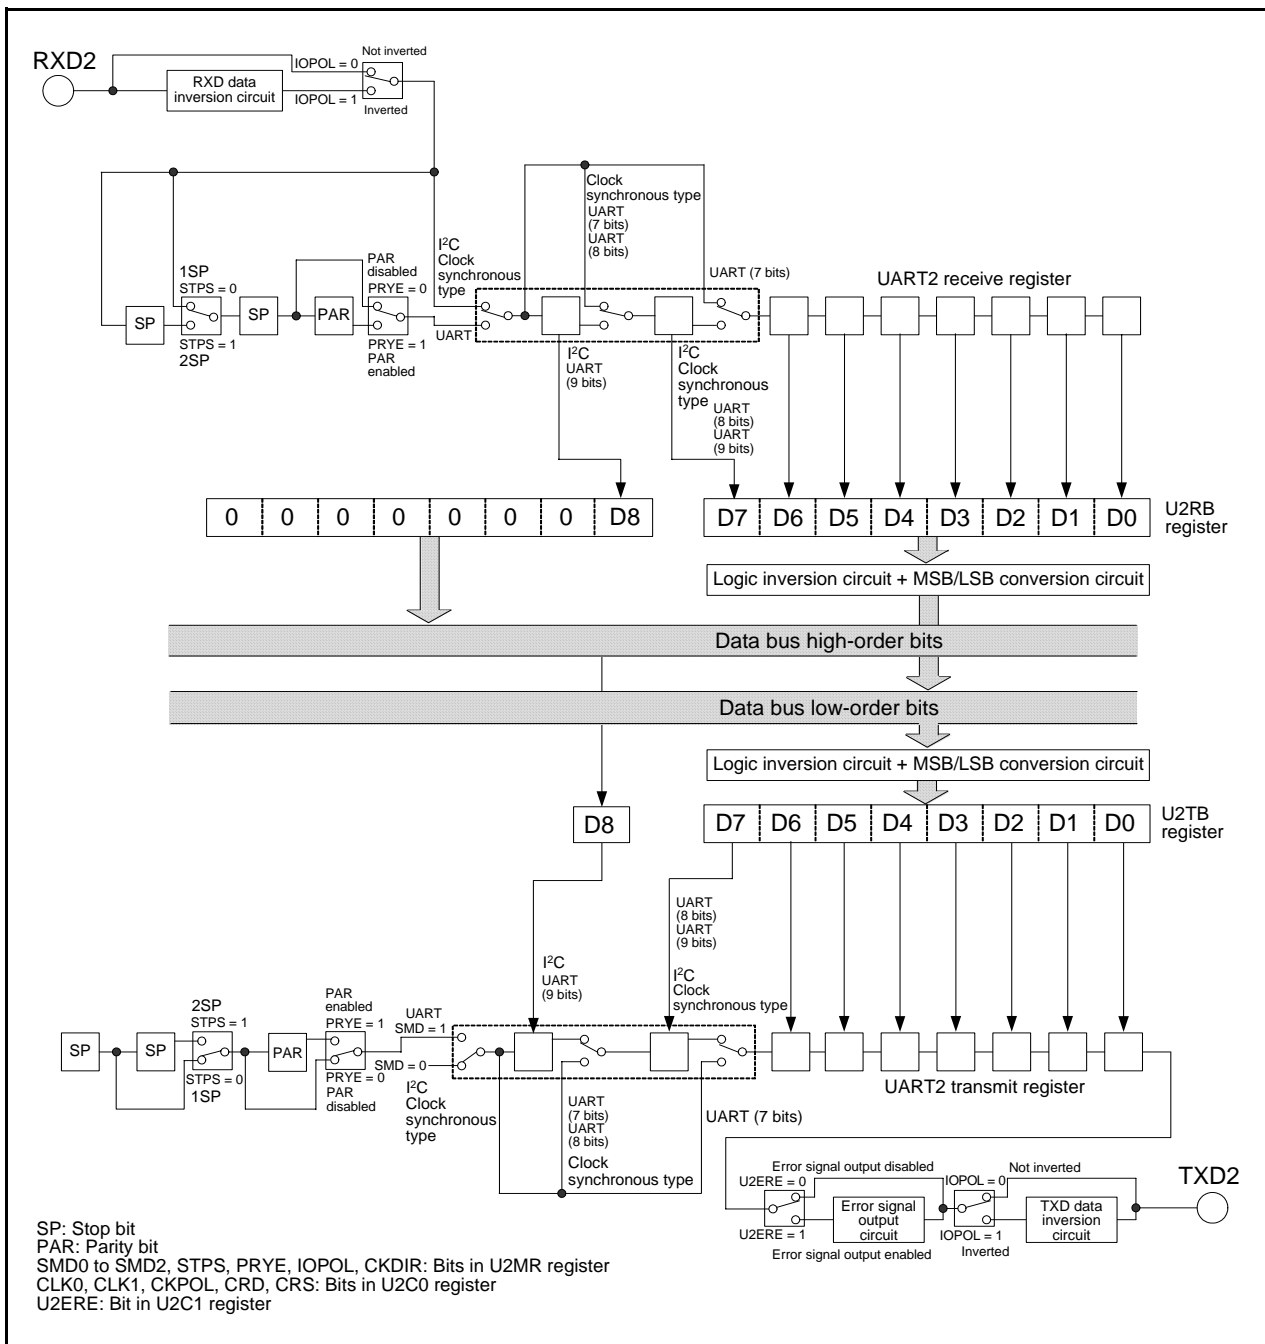 RXD2
Not inverted
IOPOL = 0
RXD data
inversion circuit
IOPOL = 1
Inverted
Clock
synchronous type
UART
(7 bits)
UART
(8 bits)
I²C
Clock
synchronous
type
UART (7 bits)
UART2 receive register
1SP
STPS = 0
PAR
disabled
PRYE = 0
SP
SP
PAR
UART
STPS = 1
2SP
PRYE = 1
PAR
enabled
I²C
UART
(9 bits)
I²C
Clock
synchronous
type
UART
(8 bits)
UART
(9 bits)
0 0 0 0 0 0 0 D8
D7 D6 D5 D4 D3 D2 D1 D0
U2RB
register
Logic inversion circuit + MSB/LSB conversion circuit
Data bus high-order bits
Data bus low-order bits
Logic inversion circuit + MSB/LSB conversion circuit
D8
D7 D6 D5 D4 D3 D2 D1 D0
U2TB
register
UART
(8 bits)
UART
(9 bits)
I²C
UART
(9 bits)
I²C
Clock
synchronous type
2SP
STPS = 1
PAR
enabled
PRYE = 1
UART
SMD = 1
SP
SP
PAR
SMD = 0
STPS = 0
1SP
PRYE = 0
PAR
disabled
I²C
Clock
synchronous
type
UART
(7 bits)
UART
(8 bits)
Clock
synchronous type
UART (7 bits)
UART2 transmit register
Error signal output disabled
U2ERE = 0
IOPOL = 0
Not inverted
TXD2
Error signal
output
circuit
TXD data
inversion
circuit
U2ERE = 1
Error signal output enabled
IOPOL = 1
Inverted
SP: Stop bit
PAR: Parity bit
SMD0 to SMD2, STPS, PRYE, IOPOL, CKDIR: Bits in U2MR register
CLK0, CLK1, CKPOL, CRD, CRS: Bits in U2C0 register
U2ERE: Bit in U2C1 register